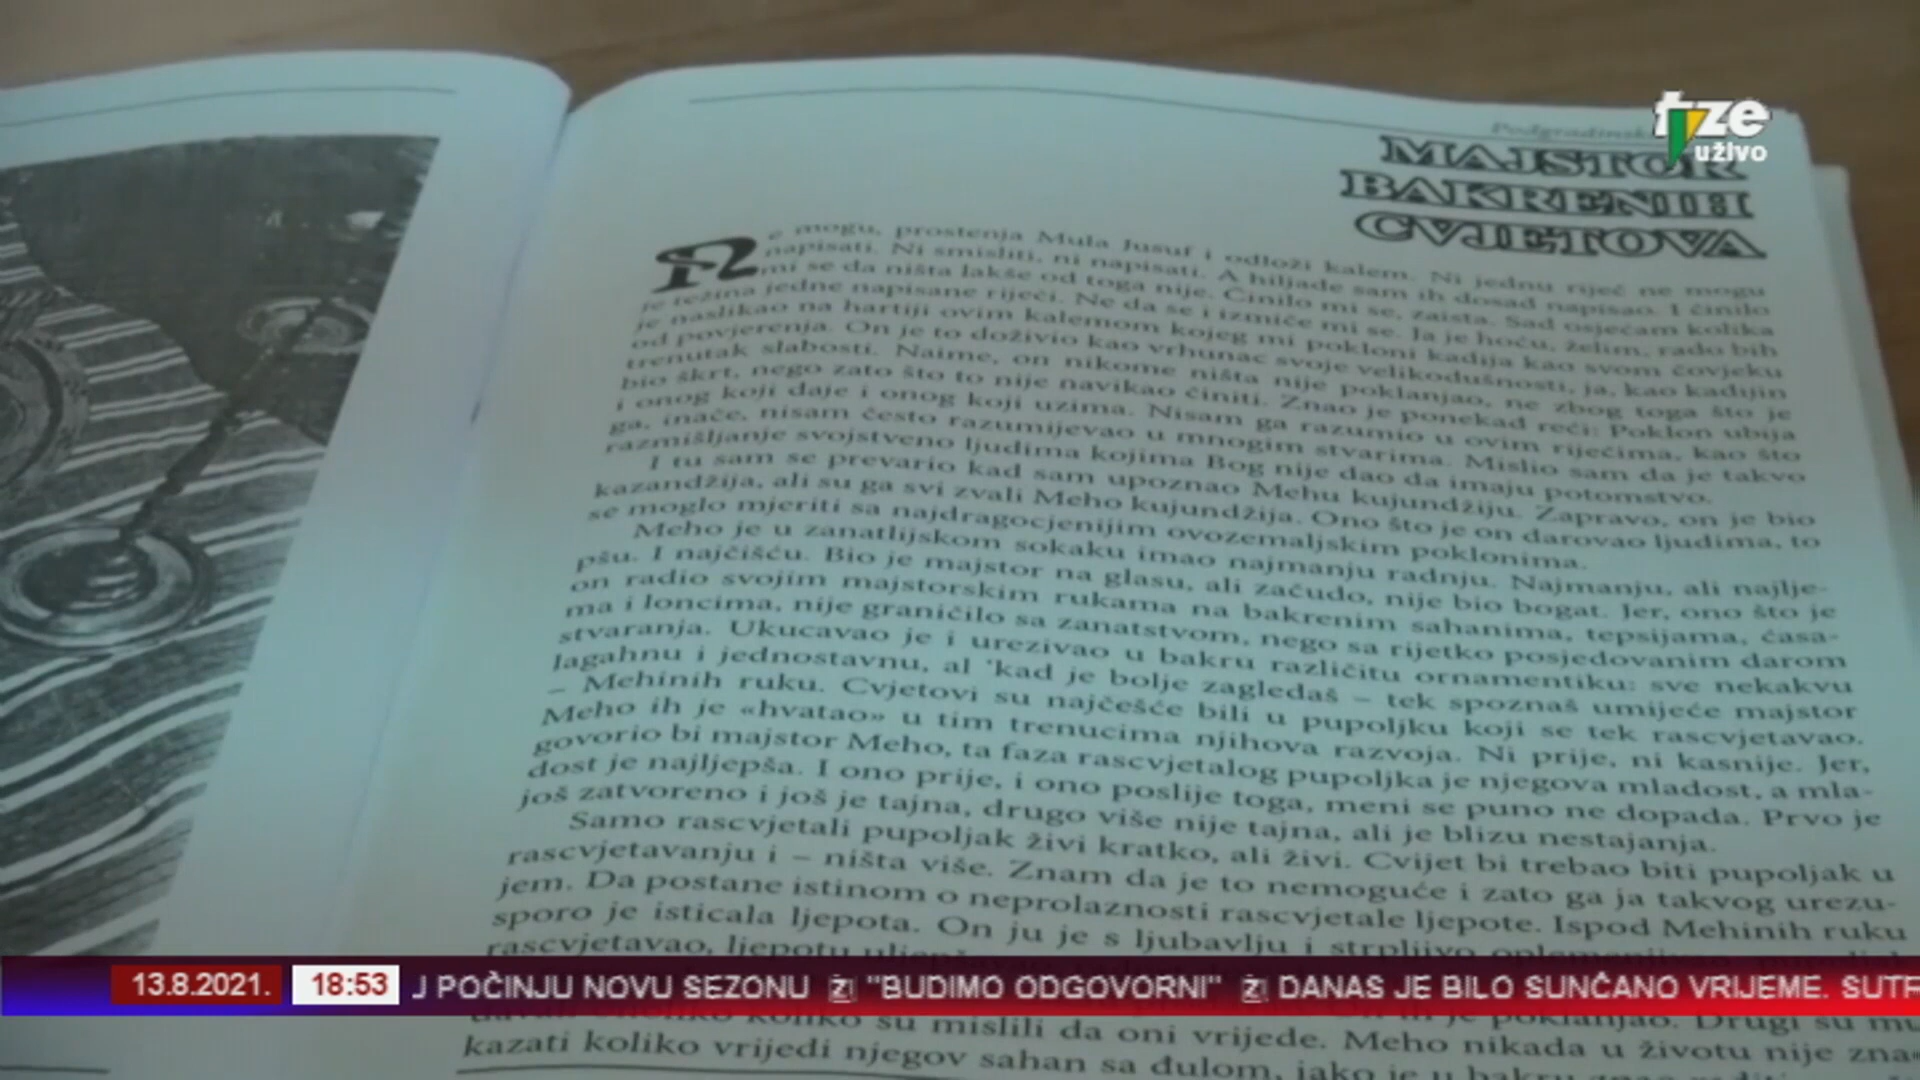 Podgradinsk
tvze
uživo
MAJSTOR
BAKRENIH
CVJETOVA
Ne mogu, prostenja Mula Jusuf i odloži kalem. Ni jednu riječ ne mogu
napisati. Ni smisliti, ni napisati. A hiljade sam ih dosad napisao. I činilo
mi se da ništa lakše od toga nije. Činilo mi se, zaista. Sad osjećam kolika
je težina jedne napisane riječi. Ne da se i izmiče mi se. Ja je hoću, želim, rado bih
je naslikao na hartiji ovim kalemom kojeg mi pokloni kadija kao svom čovjeku
od povjerenja. On je to doživio kao vrhunac svoje velikodušnosti, ja, kao kadijin
trenutak slabosti. Naime, on nikome ništa nije poklanjao, ne zbog toga što je
bio škrt, nego zato što to nije navikao činiti. Znao je ponekad reći: Poklon ubija
i onog koji daje i onog koji uzima. Nisam ga razumio u ovim riječima, kao što
ga, inače, nisam često razumijevao u mnogim stvarima. Mislio sam da je takvo
razmišljanje svojstveno ljudima kojima Bog nije dao da imaju potomstvo.
I tu sam se prevario kad sam upoznao Mehu kujundžiju. Zapravo, on je bio
kazandžija, ali su ga svi zvali Meho kujundžija. Ono što je on darovao ljudima, to
se moglo mjeriti sa najdragocjenijim ovozemaljskim poklonima.
Meho je u zanatlijskom sokaku imao najmanju radnju. Najmanju, ali najlje-
pšu. I najčišću. Bio je majstor na glasu, ali začudo, nije bio bogat. Jer, ono što je
on radio svojim majstorskim rukama na bakrenim sahanima, tepsijama, ćasa-
ma i loncima, nije graničilo sa zanatstvom, nego sa rijetko posjedovanim darom
stvaranja. Ukucavao je i urezivao u bakru različitu ornamentiku: sve nekakvu
lagahnu i jednostavnu, al 'kad je bolje zagledaš – tek spoznaš umijeće majstor
– Mehinih ruku. Cvjetovi su najčešće bili u pupoljku koji se tek rascvjetavao.
Meho ih je «hvatao» u tim trenucima njihova razvoja. Ni prije, ni kasnije. Jer,
govorio bi majstor Meho, ta faza rascvjetalog pupoljka je njegova mladost, a mla-
dost je najljepša. I ono prije, i ono poslije toga, meni se puno ne dopada. Prvo je
još zatvoreno i još je tajna, drugo više nije tajna, ali je blizu nestajanja.
Samo rascvjetali pupoljak živi kratko, ali živi. Cvijet bi trebao biti pupoljak u
rascvjetavanju i – ništa više. Znam da je to nemoguće i zato ga ja takvog urezu-
jem. Da postane istinom o neprolaznosti rascvjetale ljepote. Ispod Mehinih ruku
sporo je isticala ljepota. On ju je s ljubavlju i strpljivo
rascvjetavao, ljepotu
13.8.2021. 18:53 J POČINJU NOVU SEZONU "BUDIMO ODGOVORNI" DANAS JE BILO SUNČANO VRIJEME. SUTR
koliko su mislili da oni vrijede. Meho nikada u životu nije zna-
kazati koliko vrijedi njegov sahan sa đulom, jako je u bakru